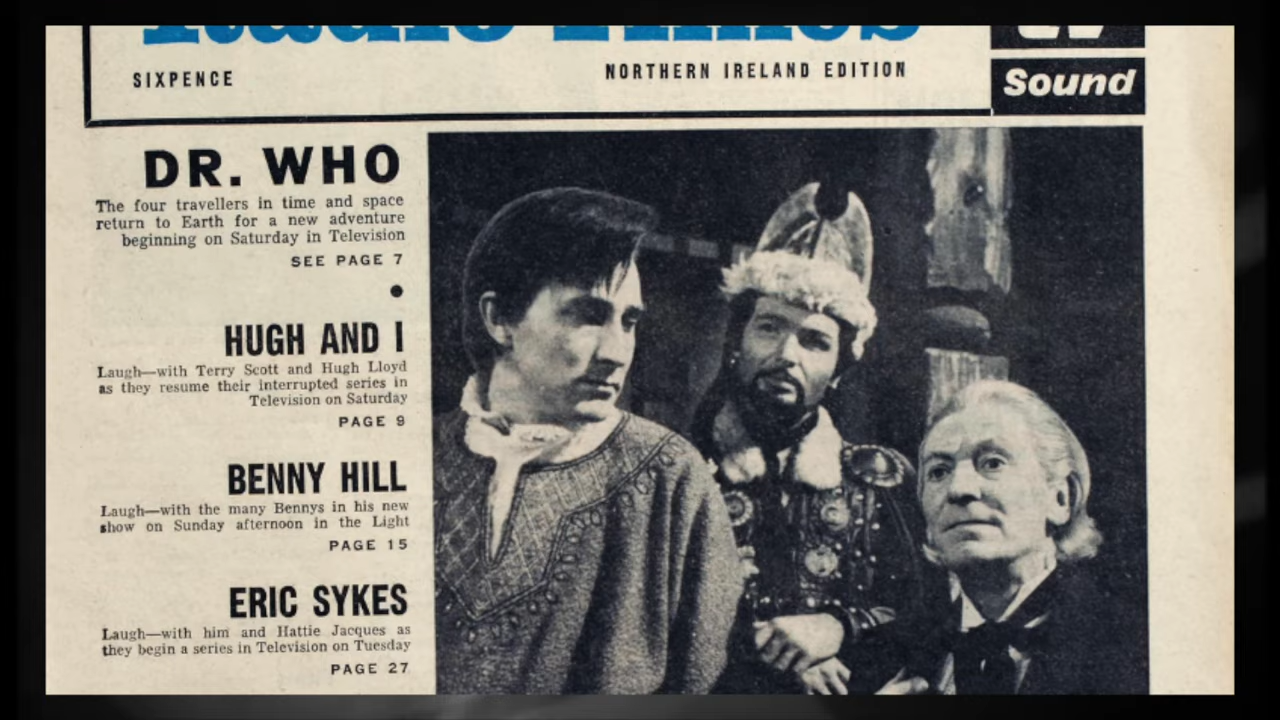 Radio Times
TV
SIXPENCE
NORTHERN IRELAND EDITION
Sound
DR. WHO
The four travellers in time and space
return to Earth for a new adventure
beginning on Saturday in Television
SEE PAGE 7
HUGH AND I
Laugh—with Terry Scott and Hugh Lloyd
as they resume their interrupted series in
Television on Saturday
PAGE 9
BENNY HILL
Laugh—with the many Bennys in his new
show on Sunday afternoon in the Light
PAGE 15
ERIC SYKES
Laugh—with him and Hattie Jacques as
they begin a series in Television on Tuesday
PAGE 27